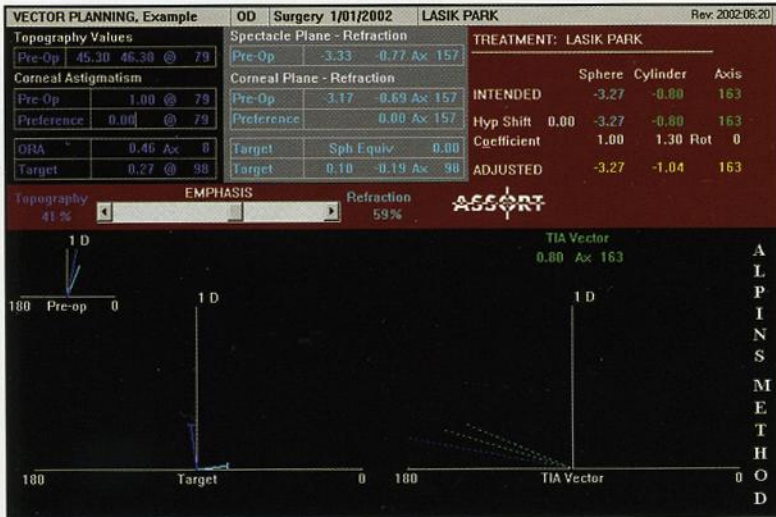 VECTOR PLANNING, Example OD Surgery 1/01/2002 LASIK PARK Rev: 2002:06:20
Topography Values
Pre-Op 45.30 46.30 @ 79
Corneal Astigmatism
Pre-Op 1.00 @ 79
Preference 0.00 @ 79
ORA 0.46 Ax 8
Target 0.27 @ 98
Spectacle Plane - Refraction
Pre-Op -3.33 -0.77 Ax 157
Corneal Plane - Refraction
Pre-Op -3.17 -0.69 Ax 157
Preference 0.00 Ax 157
Target Sph Equiv 0.00
Target 0.10 -0.19 Ax 98
TREATMENT: LASIK PARK
Sphere Cylinder Axis
INTENDED -3.27 -0.80 163
Hyp Shift 0.00 -3.27 -0.80 163
Coefficient 1.00 1.30 Rot 0
ADJUSTED -3.27 -1.04 163
Topography
41 %
EMPHASIS
Refraction
59%
ASSORT
1 D
180 Pre-op 0
1 D
180 Target 0
TIA Vector
0.80 Ax 163
1 D
180 TIA Vector 0
ALPINS METHOD